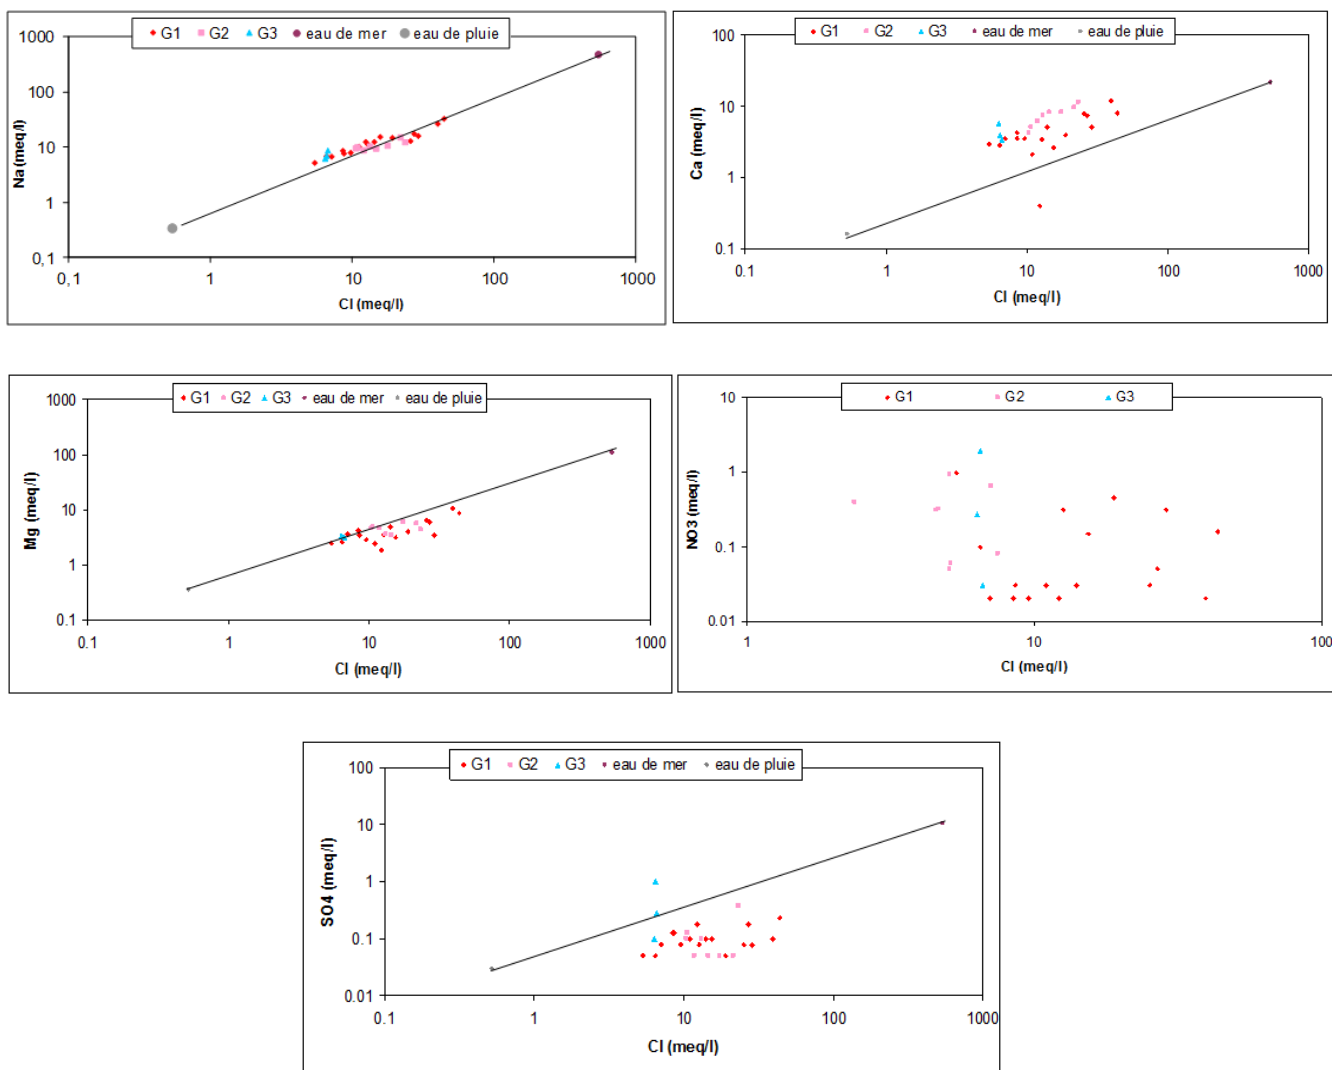 G1 G2 G3 eau de mer eau de pluie
Na(meq/l)
1000
100
10
1
0,1
0,1 1 10 100 1000
Cl (meq/l)
G1 G2 G3 eau de mer eau de pluie
Ca (meq/l)
100
10
1
0.1
0.1 1 10 100 1000
Cl (meq/l)
G1 G2 G3 eau de mer eau de pluie
Mg (meq/l)
1000
100
10
1
0.1
0.1 1 10 100 1000
Cl (meq/l)
G1 G2 G3
NO3 (meq/l)
10
1
0.1
0.01
1 10 100
Cl (meq/l)
G1 G2 G3 eau de mer eau de pluie
SO4 (meq/l)
100
10
1
0.1
0.01
0.1 1 10 100 1000
Cl (meq/l)